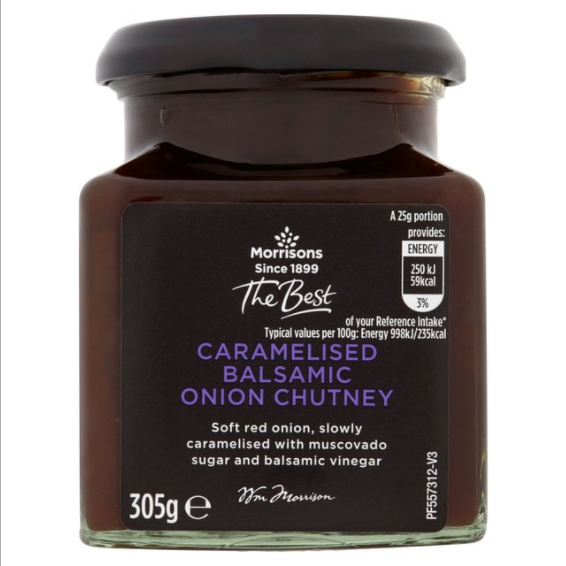 Morrisons
Since 1899
The Best
A 25g portion
provides:
ENERGY
250 kJ
59kcal
3%
of your Reference Intake*
Typical values per 100g: Energy 998kJ/235kcal
CARAMELISED
BALSAMIC
ONION CHUTNEY
Soft red onion, slowly
caramelised with muscovado
sugar and balsamic vinegar
Wm Morrison
305g ℮
PF557312-V3